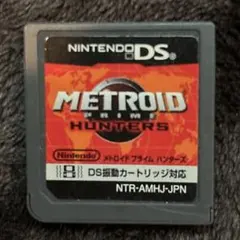 NINTENDO DS
METROID
PRIME
HUNTERS
Nintendo メトロイド プライム ハンターズ
DS振動カートリッジ対応
NTR-AMHJ-JPN